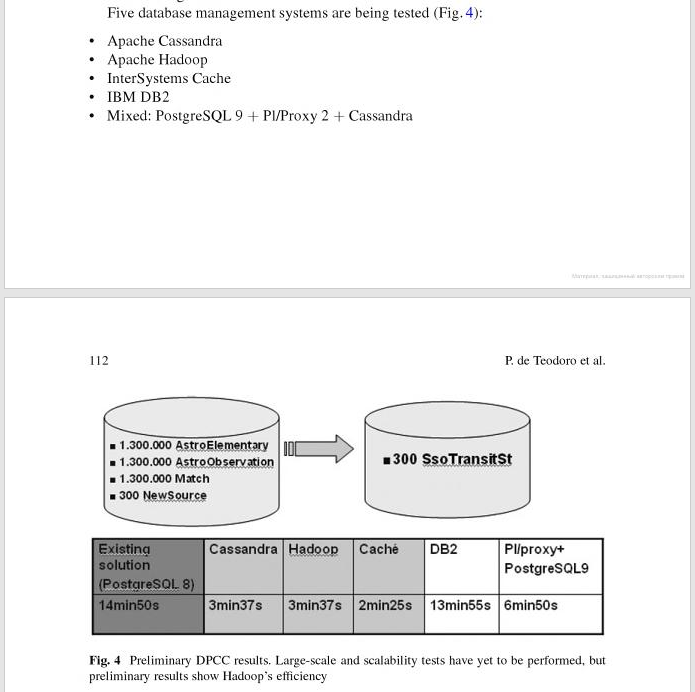 Five database management systems are being tested (Fig. 4):
• Apache Cassandra
• Apache Hadoop
• InterSystems Cache
• IBM DB2
• Mixed: PostgreSQL 9 + Pl/Proxy 2 + Cassandra
Материал, защищенный авторским правом
112 P. de Teodoro et al.
▪ 1.300.000 AstroElementary
▪ 1.300.000 AstroObservation
▪ 1.300.000 Match
▪ 300 NewSource
▪ 300 SsoTransitSt
Existing solution (PostgreSQL 8) Cassandra Hadoop Caché DB2 Pl/proxy+ PostgreSQL9
14min50s 3min37s 3min37s 2min25s 13min55s 6min50s
Fig. 4 Preliminary DPCC results. Large-scale and scalability tests have yet to be performed, but
preliminary results show Hadoop's efficiency